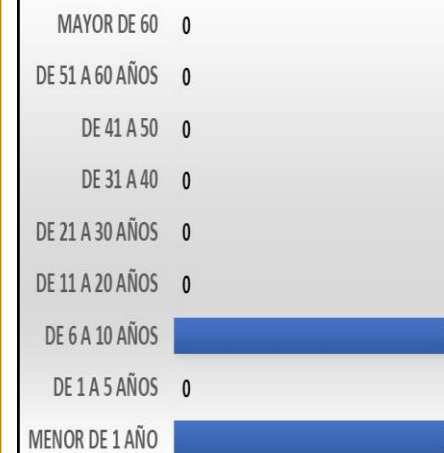 MAYOR DE 60 0
DE 51 A 60 AÑOS 0
DE 41 A 50 0
DE 31 A 40 0
DE 21 A 30 AÑOS 0
DE 11 A 20 AÑOS 0
DE 6 A 10 AÑOS
DE 1 A 5 AÑOS 0
MENOR DE 1 AÑO